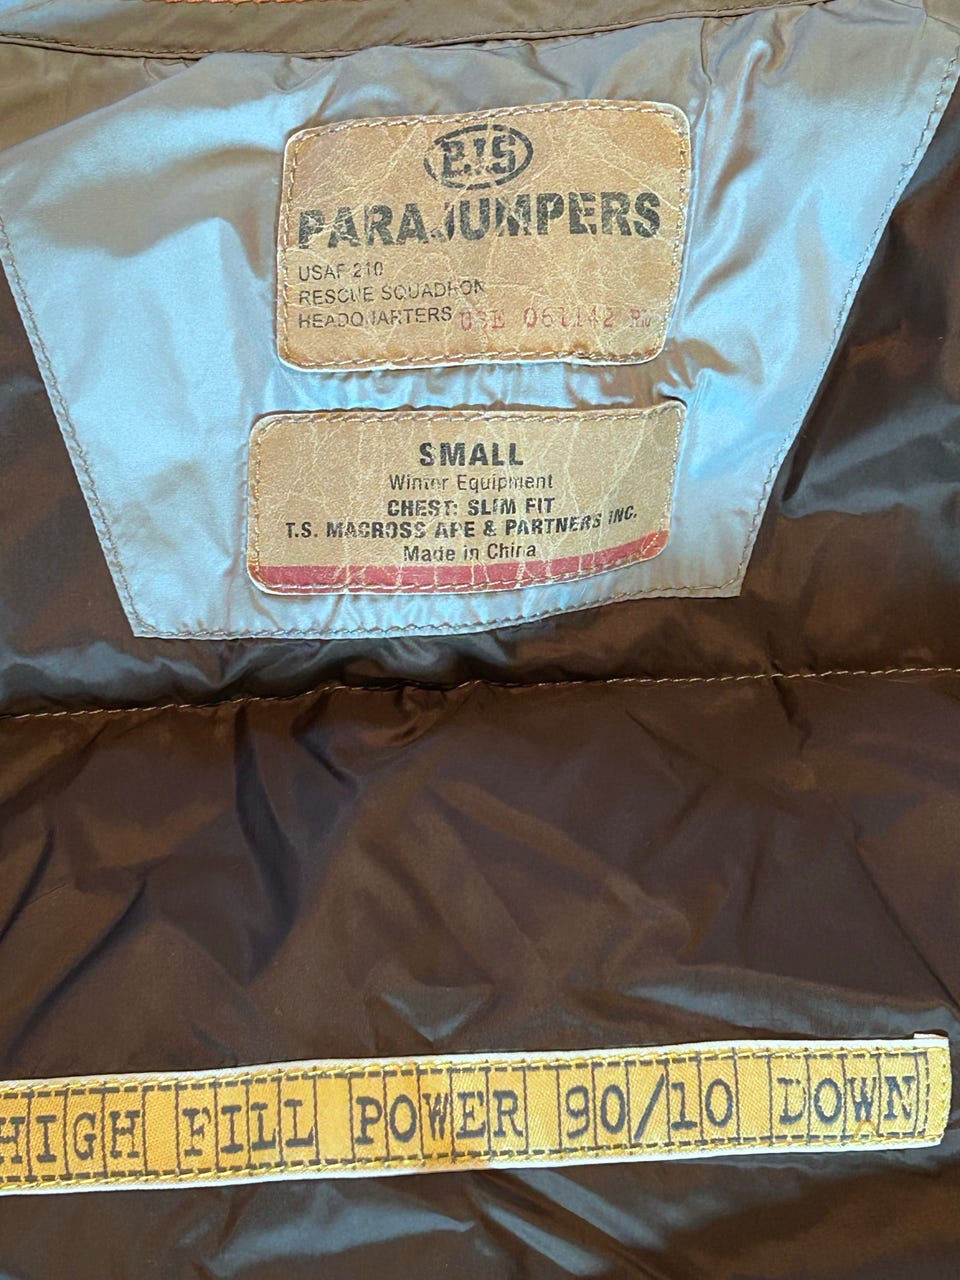 PJS
PARAJUMPERS
USAF 210
RESCUE SQUADRON
HEADQUARTERS 061142
SMALL
Winter Equipment
CHEST: SLIM FIT
T.S. MACROSS APE & PARTNERS INC.
Made in China
HIGH FILL POWER 90/10 DOWN